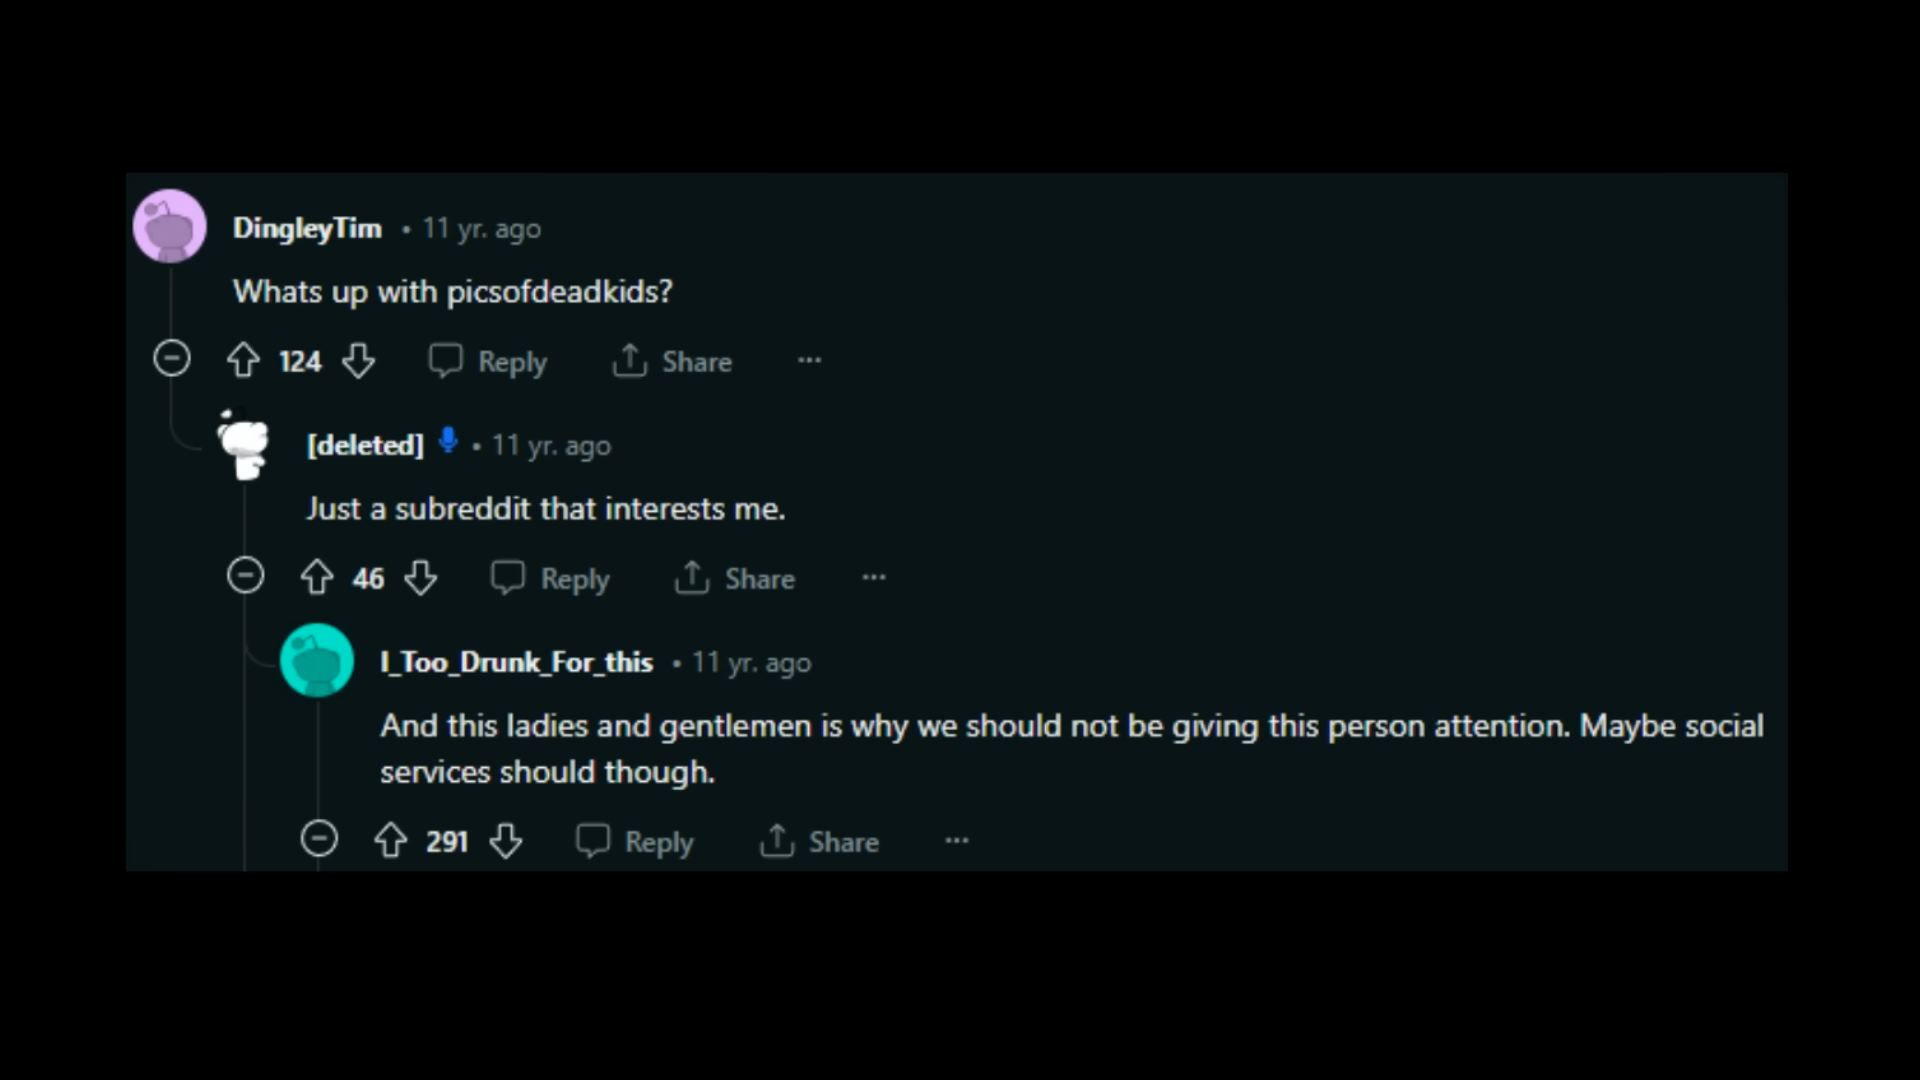 DingleyTim • 11 yr. ago
Whats up with picsofdeadkids?
124 Reply Share ...
[deleted] • 11 yr. ago
Just a subreddit that interests me.
46 Reply Share ...
I_Too_Drunk_For_this • 11 yr. ago
And this ladies and gentlemen is why we should not be giving this person attention. Maybe social
services should though.
291 Reply Share ...